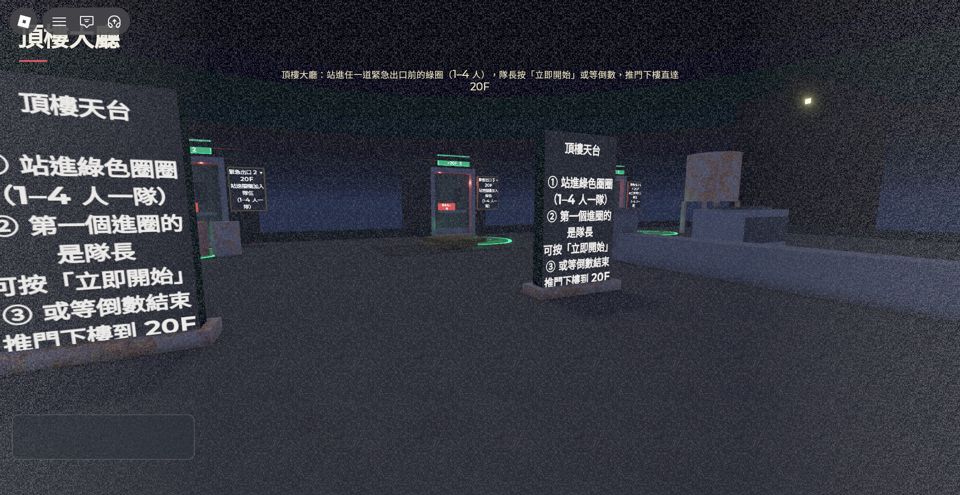 頂樓大廳
頂樓大廳：站進任一道緊急出口前的綠圈（1–4 人），隊長按「立即開始」或等倒數，推門下樓直達
20F
頂樓天台
① 站進綠色圈圈
（1–4 人一隊）
② 第一個進圈的
是隊長
可按「立即開始」
③ 或等倒數結束
推門下樓到 20F
緊急出口 2 ▾
20F
頂樓天台
① 站進綠色圈圈
（1–4 人一隊）
② 第一個進圈的
是隊長
可按「立即開始」
③ 或等倒數結束
推門下樓到 20F